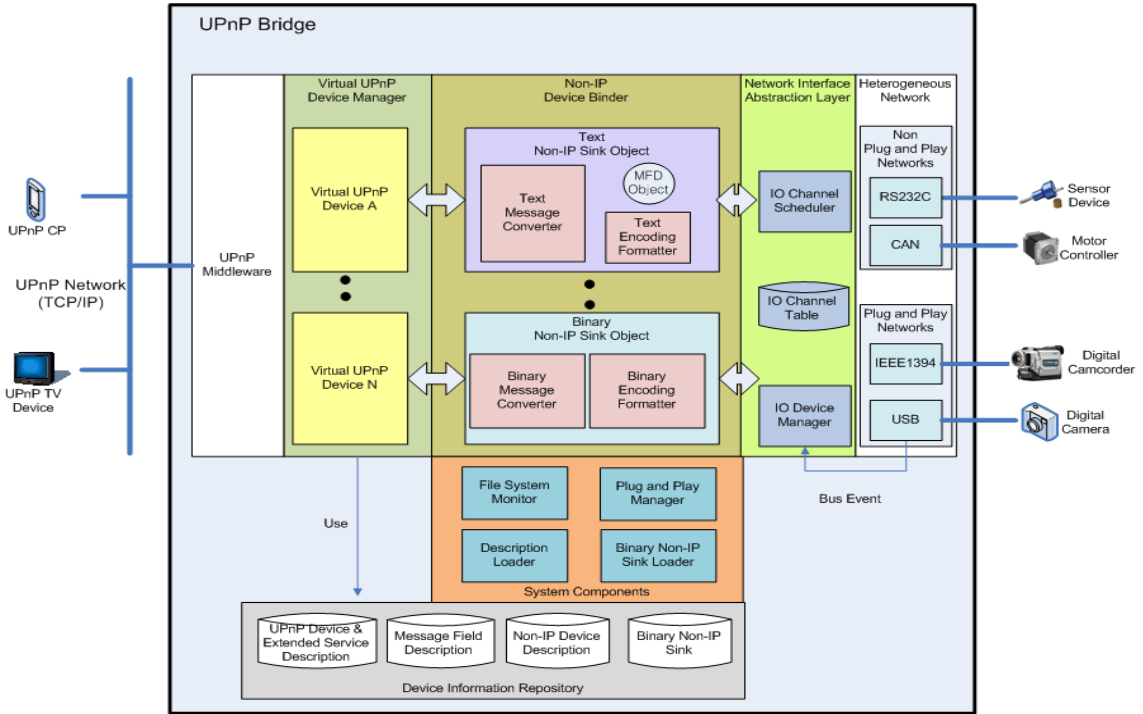 UPnP Bridge
UPnP CP
UPnP Network
(TCP/IP)
UPnP TV
Device
UPnP
Middleware
Virtual UPnP
Device Manager
Virtual UPnP
Device A
Virtual UPnP
Device N
Non-IP
Device Binder
Text
Non-IP Sink Object
Text
Message
Converter
MFD
Object
Text
Encoding
Formatter
Binary
Non-IP Sink Object
Binary
Message
Converter
Binary
Encoding
Formatter
Network Interface
Abstraction Layer
IO Channel
Scheduler
IO Channel
Table
IO Device
Manager
Heterogeneous
Network
Non
Plug and Play
Networks
RS232C
CAN
Plug and Play
Networks
IEEE1394
USB
Sensor
Device
Motor
Controller
Digital
Camcorder
Digital
Camera
Bus Event
Use
File System
Monitor
Plug and Play
Manager
Description
Loader
Binary Non-IP
Sink Loader
System Components
UPnP Device &
Extended Service
Description
Message Field
Description
Non-IP Device
Description
Binary Non-IP
Sink
Device Information Repository